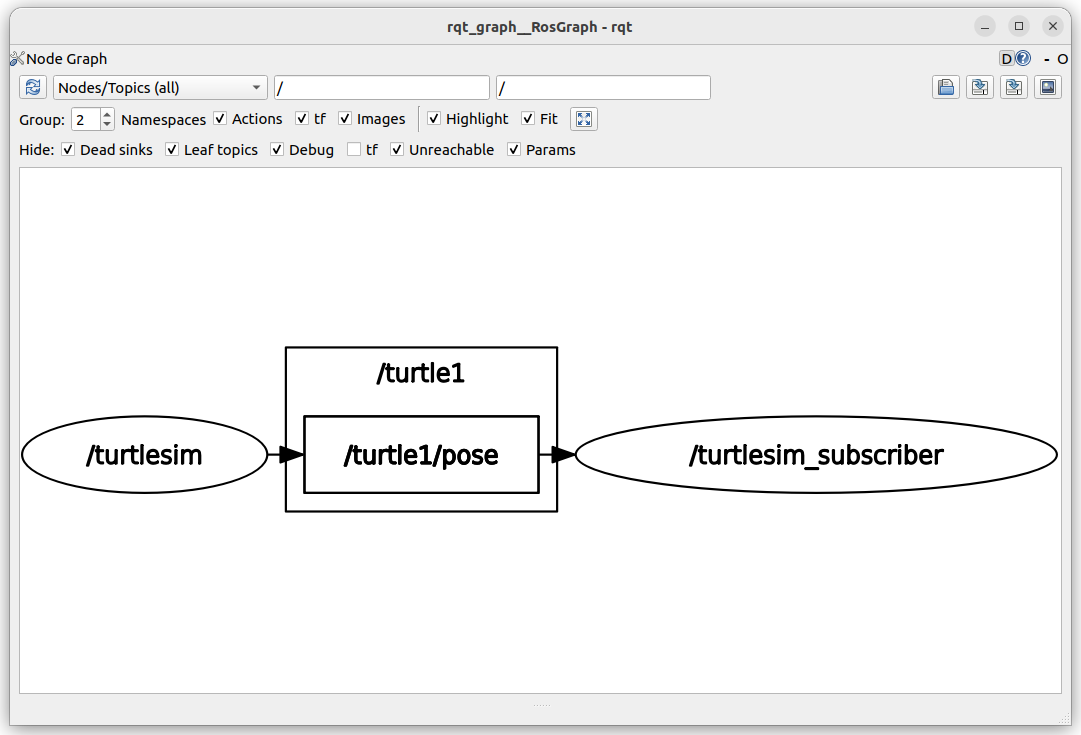 rqt_graph__RosGraph - rqt
Node Graph D ? - O
Nodes/Topics (all) / /
Group: 2 Namespaces Actions tf Images Highlight Fit
Hide: Dead sinks Leaf topics Debug tf Unreachable Params
/turtle1
/turtlesim /turtle1/pose /turtlesim_subscriber